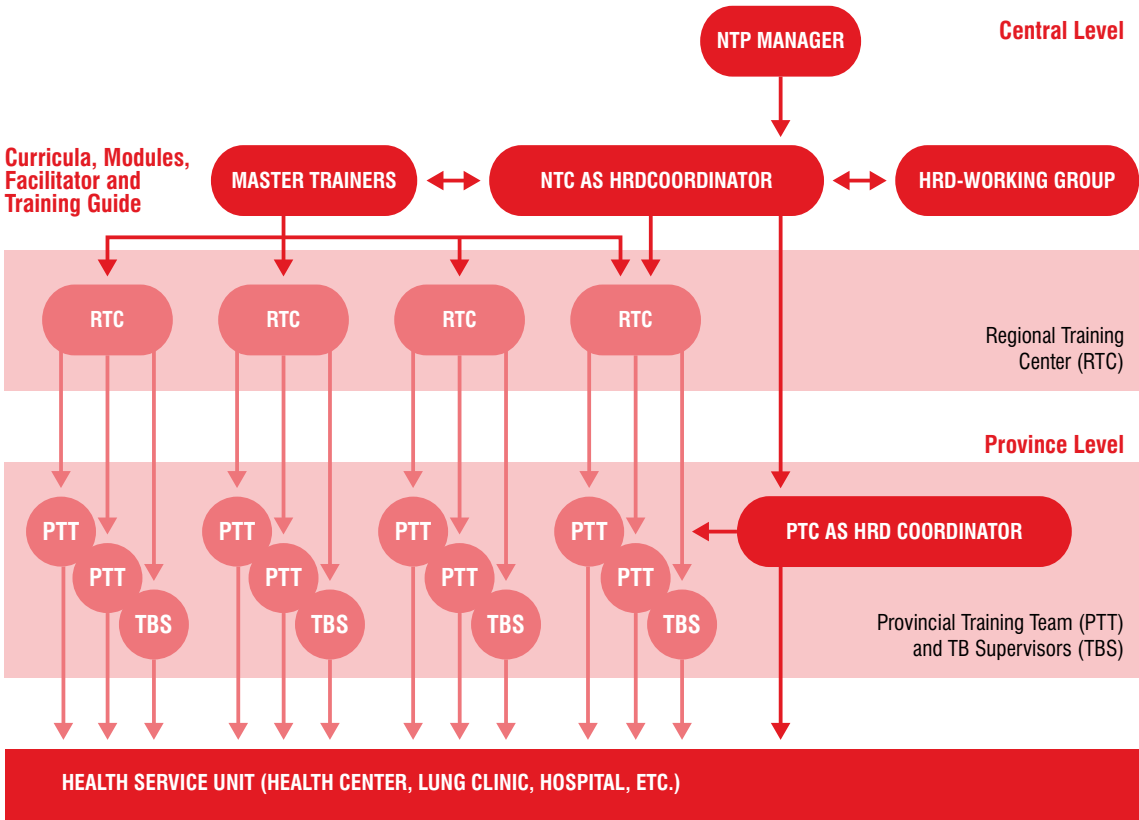 NTP MANAGER
Central Level
Curricula, Modules,
Facilitator and
Training Guide
MASTER TRAINERS
NTC AS HRDCOORDINATOR
HRD-WORKING GROUP
RTC
RTC
RTC
RTC
Regional Training
Center (RTC)
Province Level
PTT
PTT
TBS
PTT
PTT
TBS
PTT
PTT
TBS
PTT
PTT
TBS
PTC AS HRD COORDINATOR
Provincial Training Team (PTT)
and TB Supervisors (TBS)
HEALTH SERVICE UNIT (HEALTH CENTER, LUNG CLINIC, HOSPITAL, ETC.)